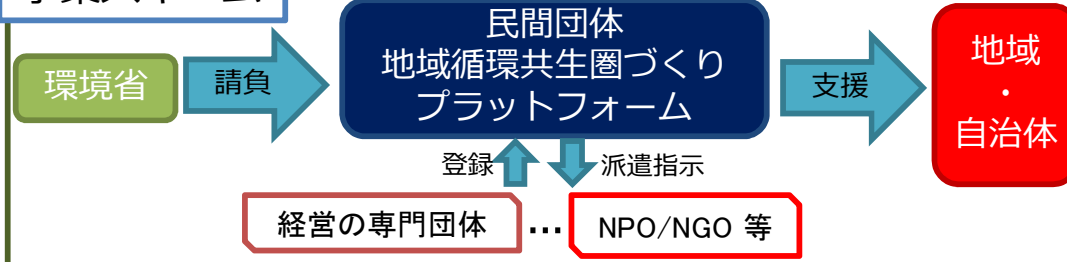 環境省
請負
民間団体
地域循環共生圏づくり
プラットフォーム
支援
地域
・
自治体
登録
派遣指示
経営の専門団体
…
NPO/NGO 等